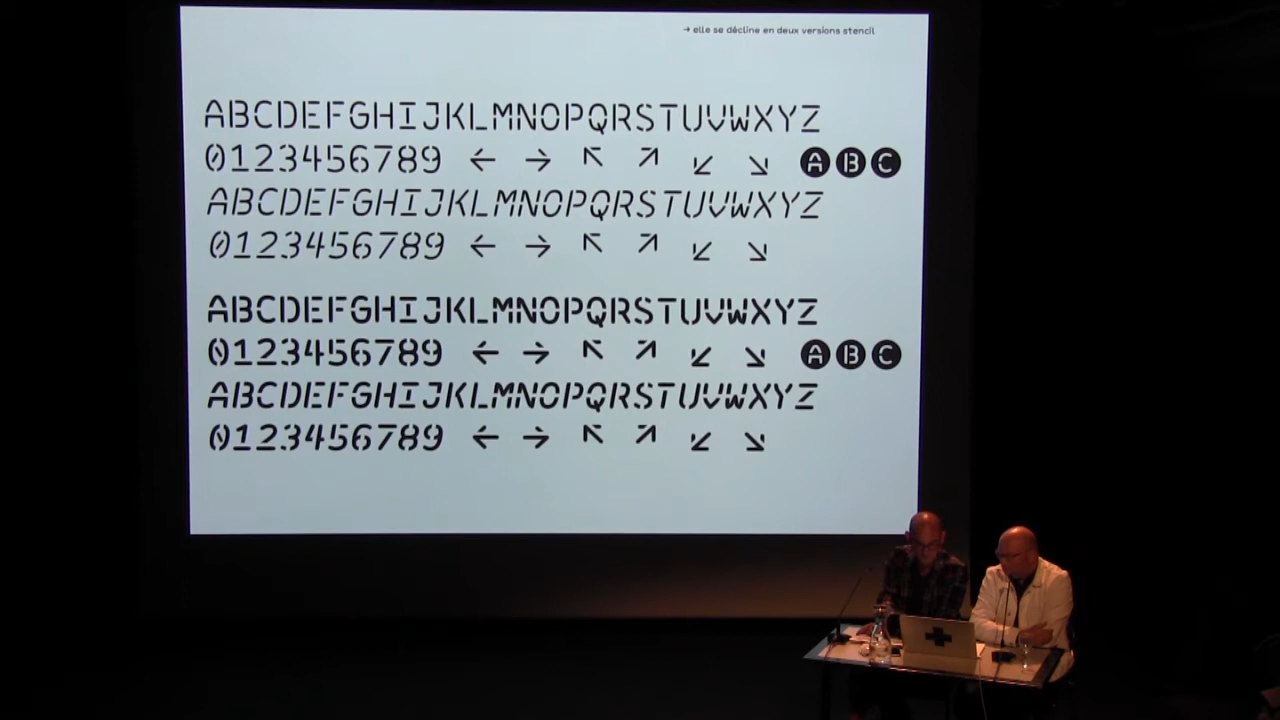 → elle se décline en deux versions stencil
ABCDEFGHIJKLMNOPQRSTUVWXYZ
0123456789 ← → ↖ ↗ ↙ ↘ A B C
ABCDEFGHIJKLMNOPQRSTUVWXYZ
0123456789 ← → ↖ ↗ ↙ ↘
ABCDEFGHIJKLMNOPQRSTUVWXYZ
0123456789 ← → ↖ ↗ ↙ ↘ A B C
ABCDEFGHIJKLMNOPQRSTUVWXYZ
0123456789 ← → ↖ ↗ ↙ ↘